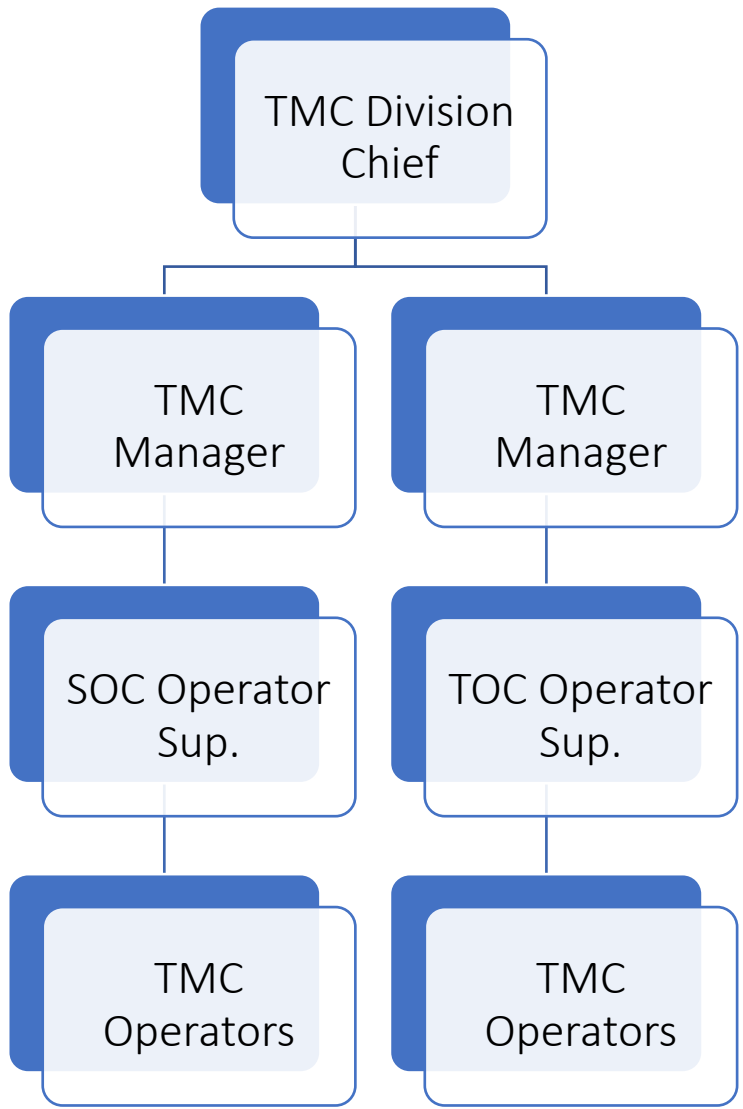 TMC Division
Chief
TMC
Manager
TMC
Manager
SOC Operator
Sup.
TOC Operator
Sup.
TMC
Operators
TMC
Operators